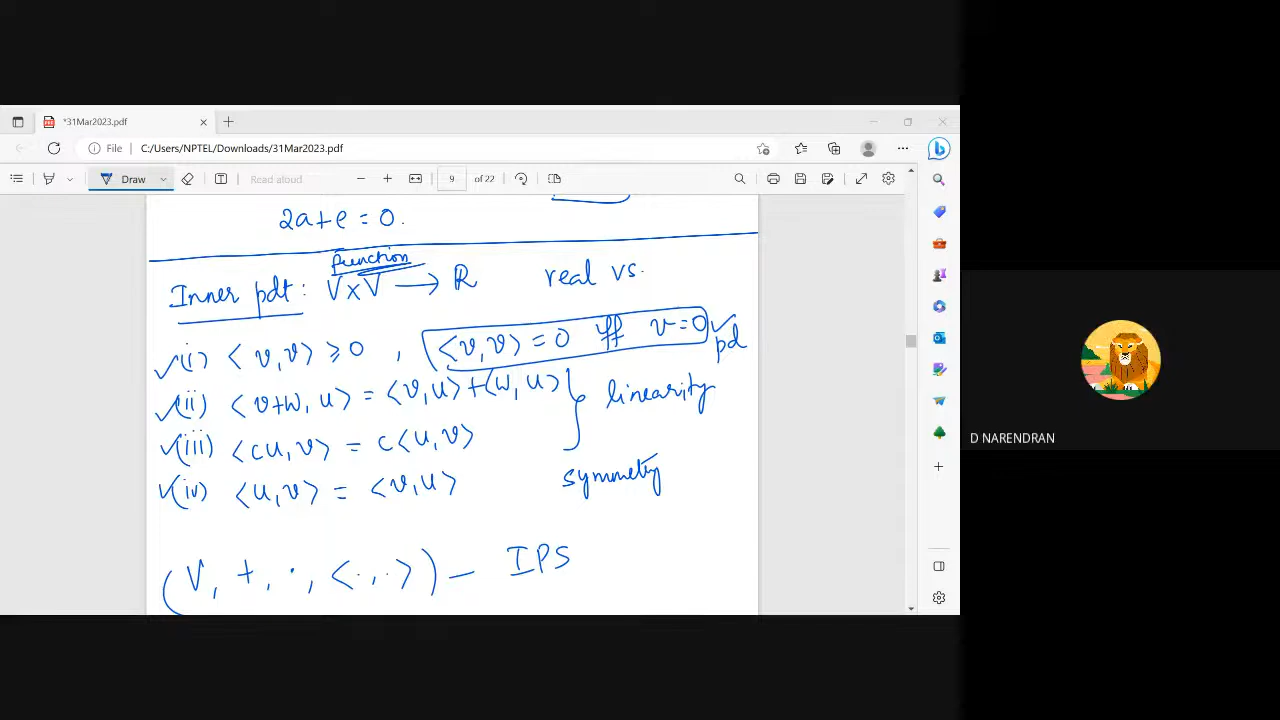 *31Mar2023.pdf
File C:/Users/NPTEL/Downloads/31Mar2023.pdf
Draw Read aloud 9 of 22
2a+e = 0.
function
Inner pdt: V×V → ℝ real vs.
(i) ⟨v,v⟩ ≥ 0, ⟨v,v⟩ = 0 iff v=0 pd
(ii) ⟨v+w, u⟩ = ⟨v,u⟩+⟨w,u⟩ linearity
(iii) ⟨cu,v⟩ = c⟨u,v⟩
(iv) ⟨u,v⟩ = ⟨v,u⟩ symmetry
(V, +, ·, ⟨·,·⟩) – IPS
D NARENDRAN